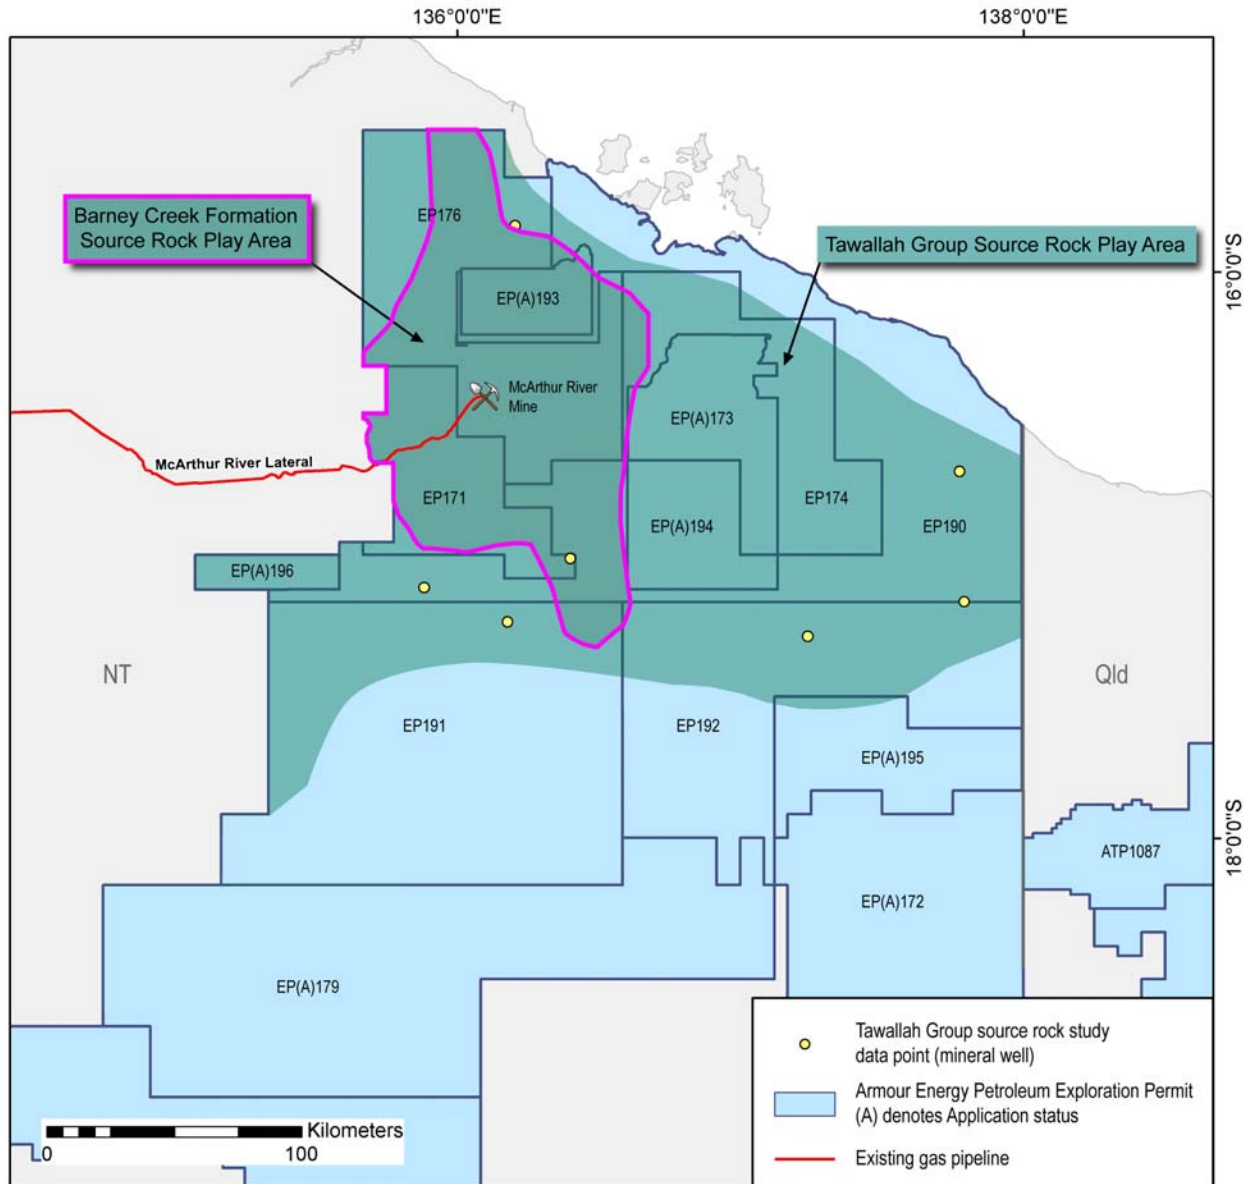 136°0'0"E
138°0'0"E
Barney Creek Formation
Source Rock Play Area
EP176
Tawallah Group Source Rock Play Area
16°0'0"S
EP(A)193
McArthur River
Mine
EP(A)173
McArthur River Lateral
EP171
EP174
EP(A)194
EP190
EP(A)196
NT
Qld
EP191
EP192
EP(A)195
18°0'0"S
ATP1087
EP(A)172
EP(A)179
Tawallah Group source rock study
data point (mineral well)
Armour Energy Petroleum Exploration Permit
(A) denotes Application status
Existing gas pipeline
Kilometers
0
100